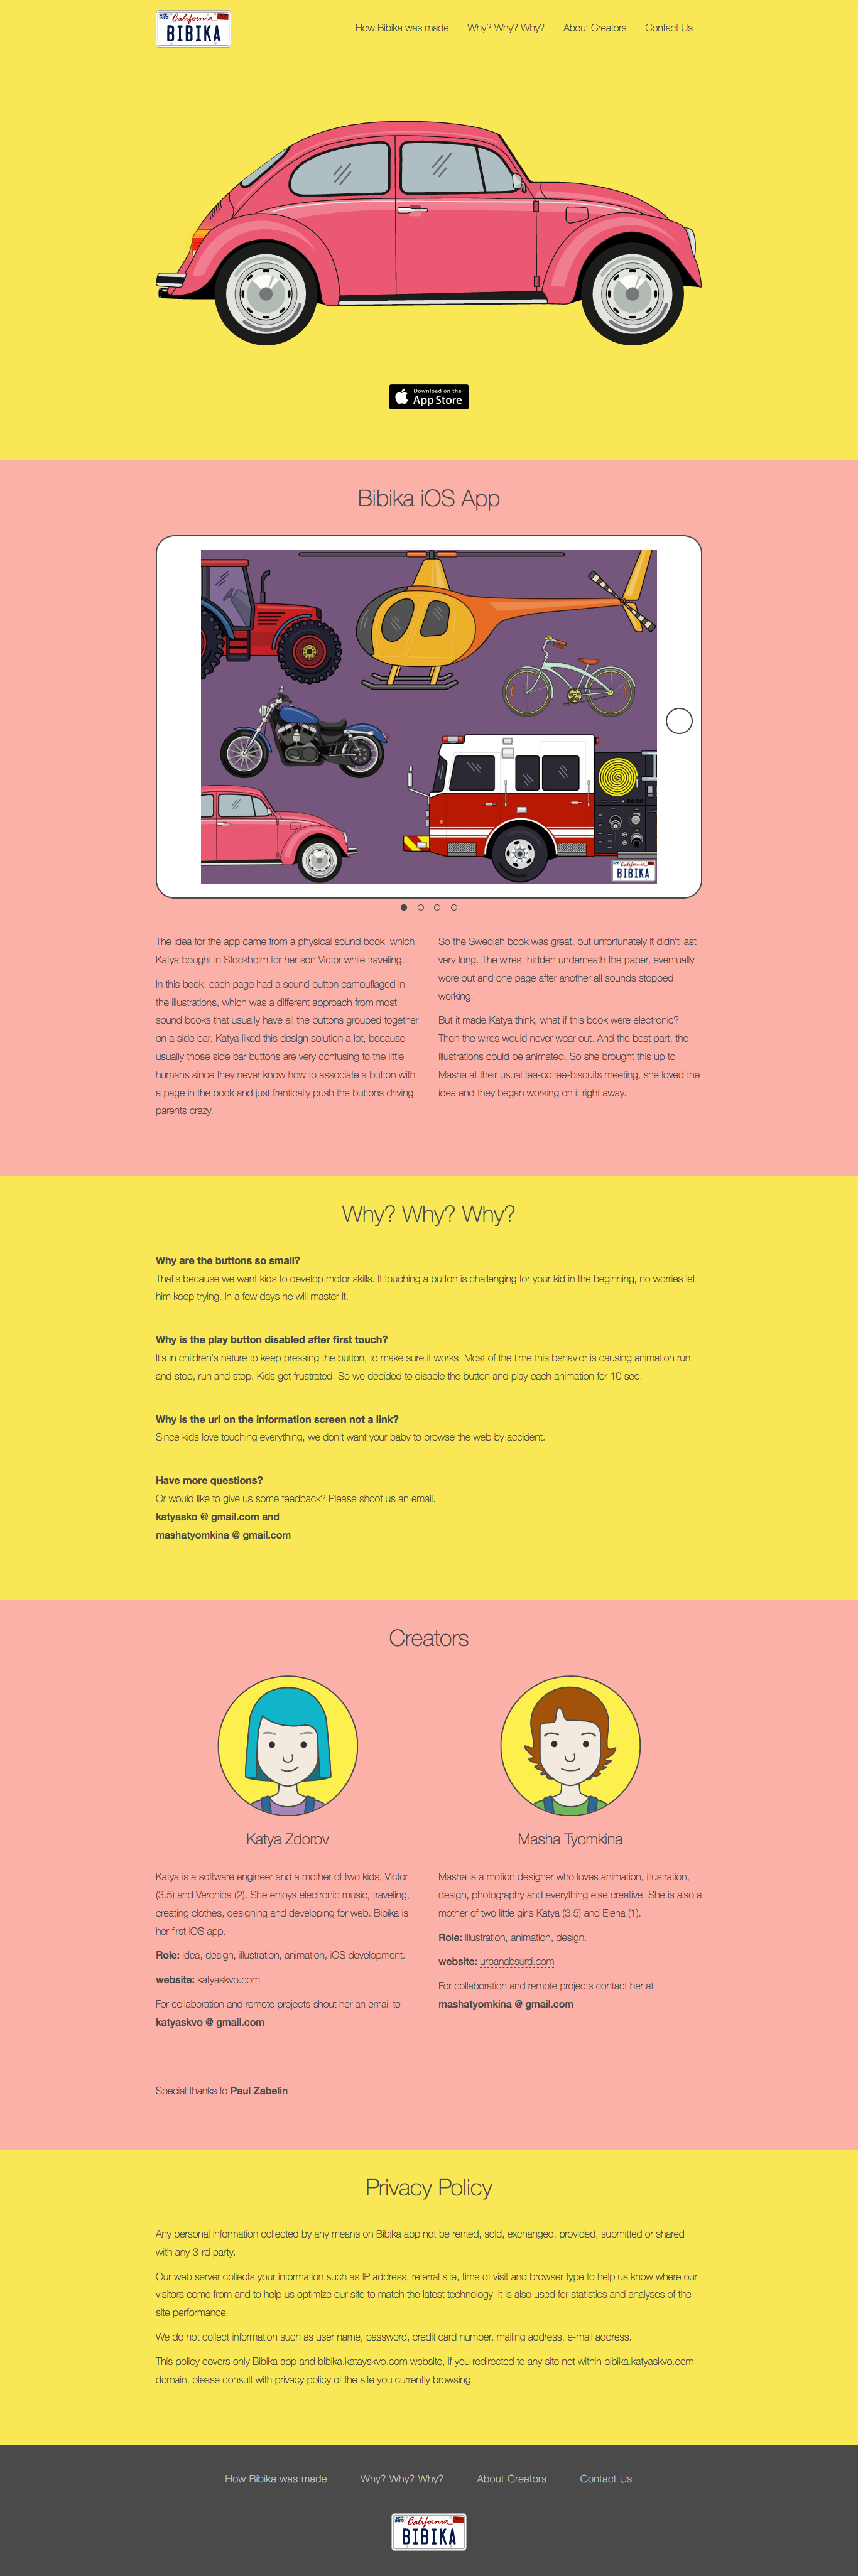 California
BIBIKA
How Bibika was made Why? Why? Why? About Creators Contact Us
Download on the
App Store
Bibika iOS App
California
BIBIKA
The idea for the app came from a physical sound book, which
Katya bought in Stockholm for her son Victor while traveling.
In this book, each page had a sound button camouflaged in
the illustrations, which was a different approach from most
sound books that usually have all the buttons grouped together
on a side bar. Katya liked this design solution a lot, because
usually those side bar buttons are very confusing to the little
humans since they never know how to associate a button with
a page in the book and just frantically push the buttons driving
parents crazy.
So the Swedish book was great, but unfortunately it didn't last
very long. The wires, hidden underneath the paper, eventually
wore out and one page after another all sounds stopped
working.
But it made Katya think, what if this book were electronic?
Then the wires would never wear out. And the best part, the
illustrations could be animated. So she brought this up to
Masha at their usual tea-coffee-biscuits meeting, she loved the
idea and they began working on it right away.
Why? Why? Why?
Why are the buttons so small?
That's because we want kids to develop motor skills. If touching a button is challenging for your kid in the beginning, no worries let
him keep trying. In a few days he will master it.
Why is the play button disabled after first touch?
It's in children's nature to keep pressing the button, to make sure it works. Most of the time this behavior is causing animation run
and stop, run and stop. Kids get frustrated. So we decided to disable the button and play each animation for 10 sec.
Why is the url on the information screen not a link?
Since kids love touching everything, we don't want your baby to browse the web by accident.
Have more questions?
Or would like to give us some feedback? Please shoot us an email.
katyasko @ gmail.com and
mashatyomkina @ gmail.com
Creators
Katya Zdorov
Katya is a software engineer and a mother of two kids, Victor
(3.5) and Veronica (2). She enjoys electronic music, traveling,
creating clothes, designing and developing for web. Bibika is
her first iOS app.
Role: Idea, design, illustration, animation, iOS development.
website: katyaskvo.com
For collaboration and remote projects shout her an email to
katyaskvo @ gmail.com
Masha Tyomkina
Masha is a motion designer who loves animation, illustration,
design, photography and everything else creative. She is also a
mother of two little girls Katya (3.5) and Elena (1).
Role: Illustration, animation, design.
website: urbanabsurd.com
For collaboration and remote projects contact her at
mashatyomkina @ gmail.com
Special thanks to Paul Zabelin
Privacy Policy
Any personal information collected by any means on Bibika app not be rented, sold, exchanged, provided, submitted or shared
with any 3-rd party.
Our web server collects your information such as IP address, referral site, time of visit and browser type to help us know where our
visitors come from and to help us optimize our site to match the latest technology. It is also used for statistics and analyses of the
site performance.
We do not collect information such as user name, password, credit card number, mailing address, e-mail address.
This policy covers only Bibika app and bibika.katayskvo.com website, if you redirected to any site not within bibika.katyaskvo.com
domain, please consult with privacy policy of the site you currently browsing.
How Bibika was made Why? Why? Why? About Creators Contact Us
California
BIBIKA